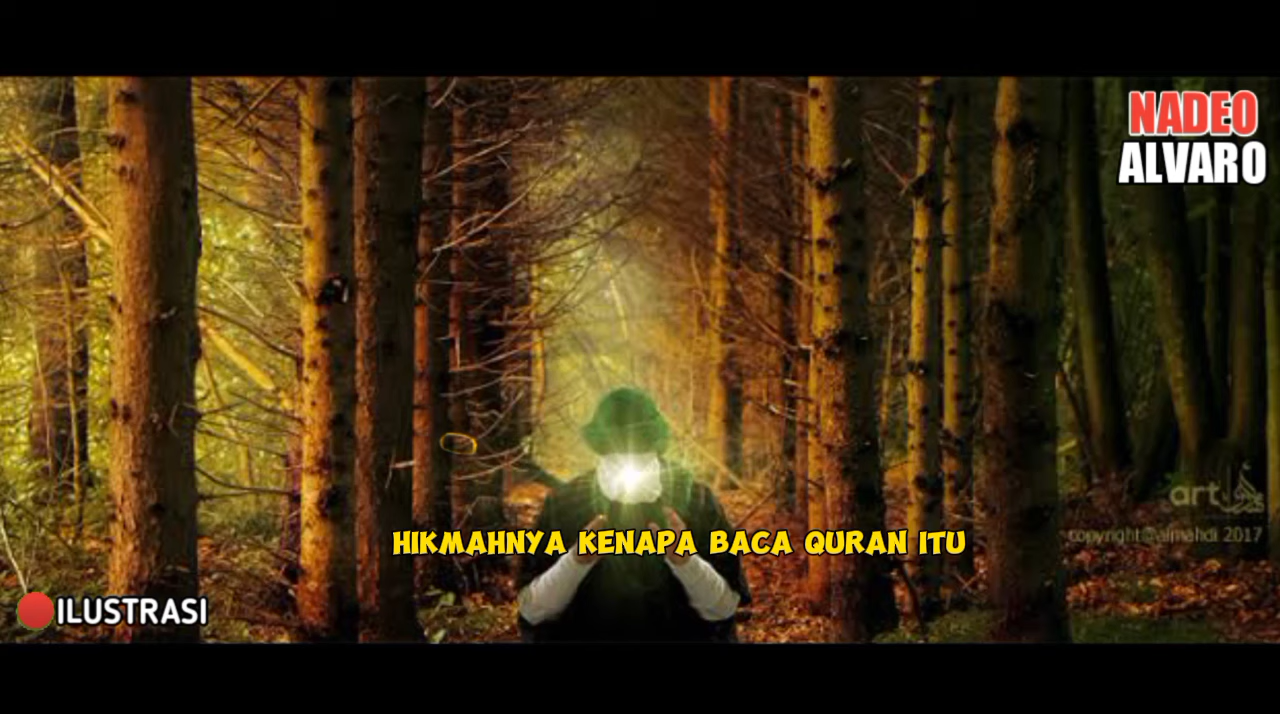 NADEO
ALVARO
art
copyright@almahdi 2017
HIKMAHNYA KENAPA BACA QURAN ITU
ILUSTRASI